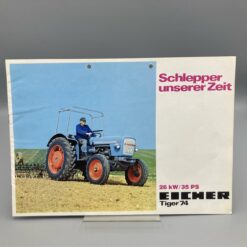 Schlepper
unserer Zeit
26 kW/35 PS
EICHER
Tiger 74